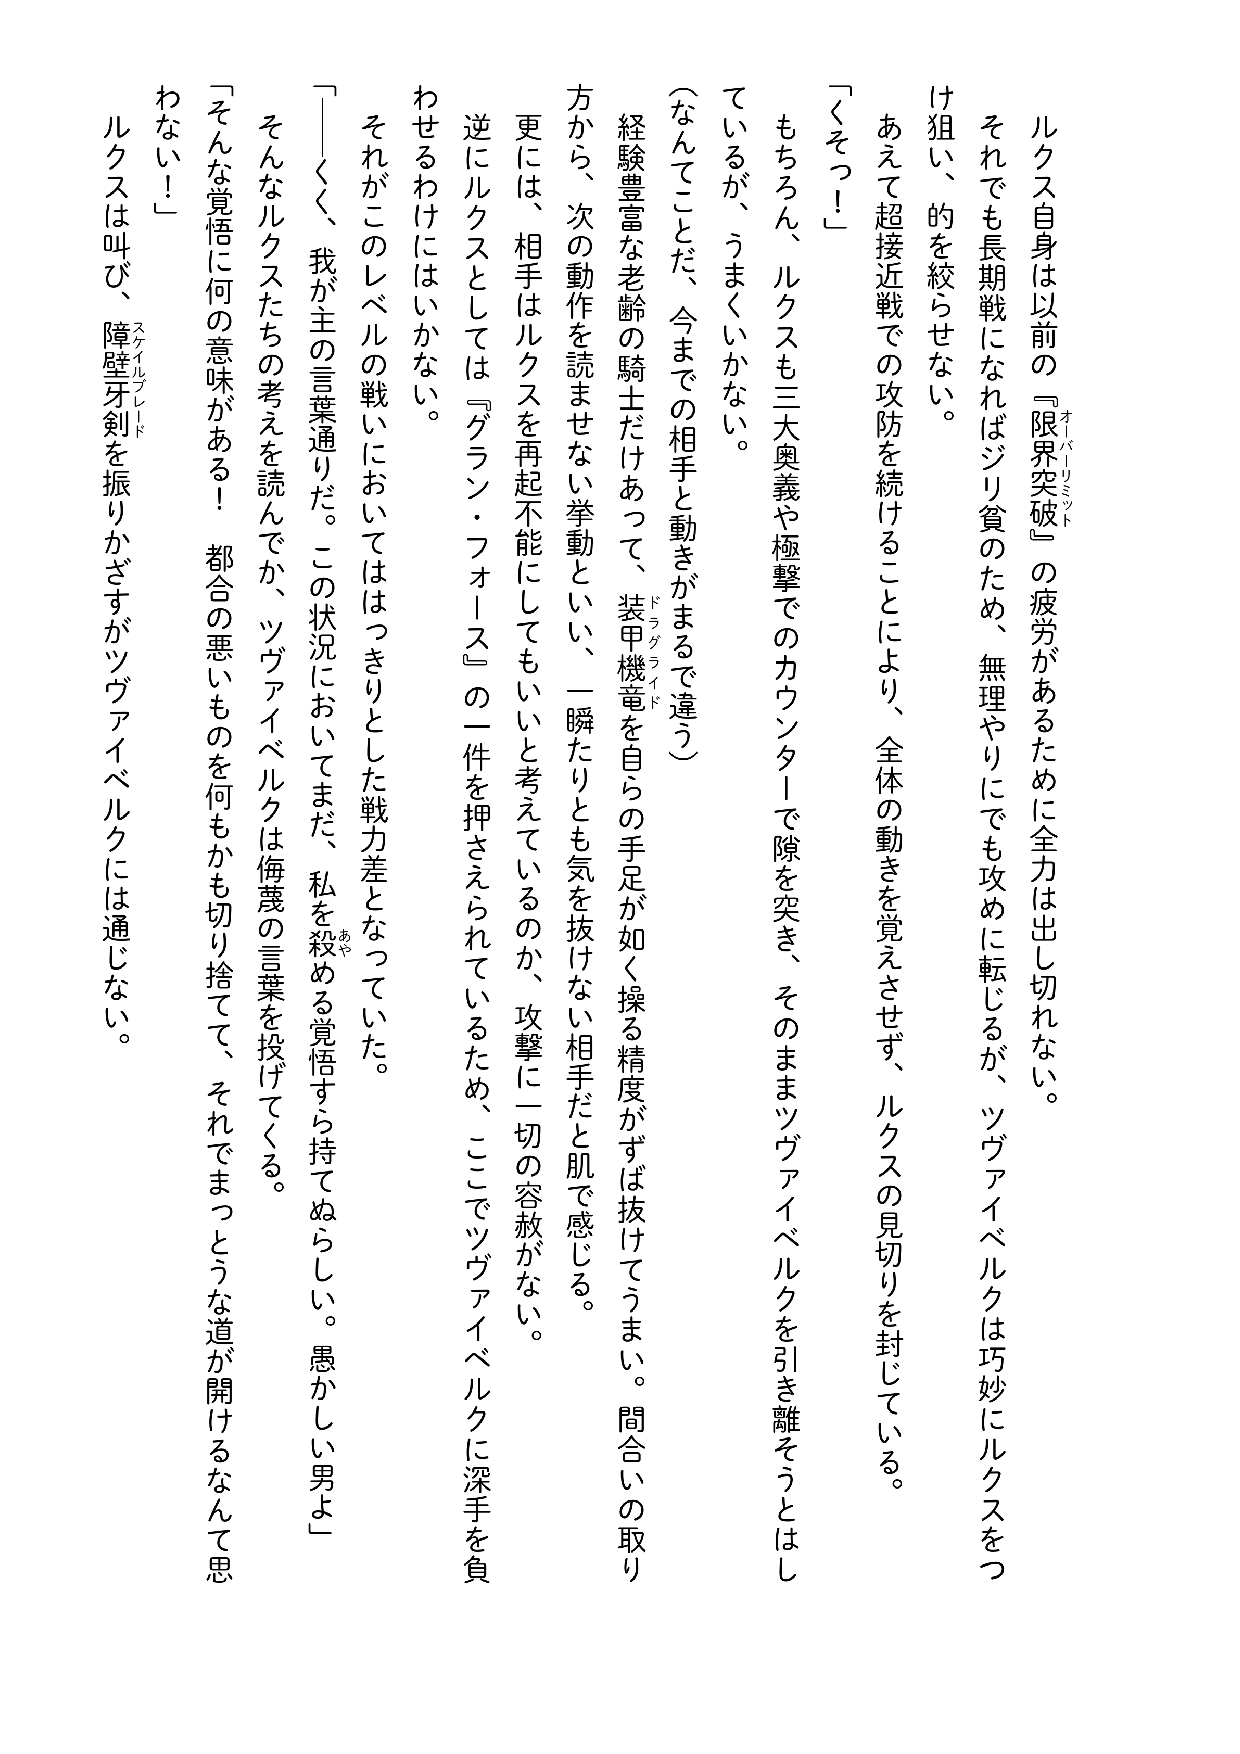 ルクス自身は以前の『限界突破』の疲労があるために全力は出し切れない。
オーバーリミット
それでも長期戦になればジリ貧のため、無理やりにでも攻めに転じるが、ツヴァイベルクは巧妙にルクスをつ
け狙い、的を絞らせない。
あえて超接近戦での攻防を続けることにより、全体の動きを覚えさせず、ルクスの見切りを封じている。
「くそっ！」
もちろん、ルクスも三大奥義や極撃でのカウンターで隙を突き、そのままツヴァイベルクを引き離そうとはし
ているが、うまくいかない。
（なんてことだ、今までの相手と動きがまるで違う）
経験豊富な老齢の騎士だけあって、装甲機竜を自らの手足が如く操る精度がずば抜けてうまい。間合いの取り
ドラグライド
方から、次の動作を読ませない挙動といい、一瞬たりとも気を抜けない相手だと肌で感じる。
更には、相手はルクスを再起不能にしてもいいと考えているのか、攻撃に一切の容赦がない。
逆にルクスとしては『グラン・フォース』の一件を押さえられているため、ここでツヴァイベルクに深手を負
わせるわけにはいかない。
それがこのレベルの戦いにおいてははっきりとした戦力差となっていた。
「――くく、我が主の言葉通りだ。この状況においてまだ、私を殺める覚悟すら持てぬらしい。愚かしい男よ」
あや
そんなルクスたちの考えを読んでか、ツヴァイベルクは侮蔑の言葉を投げてくる。
「そんな覚悟に何の意味がある！　都合の悪いものを何もかも切り捨てて、それでまっとうな道が開けるなんて思
わない！」
ルクスは叫び、障壁牙剣を振りかざすがツヴァイベルクには通じない。
スケイルブレード